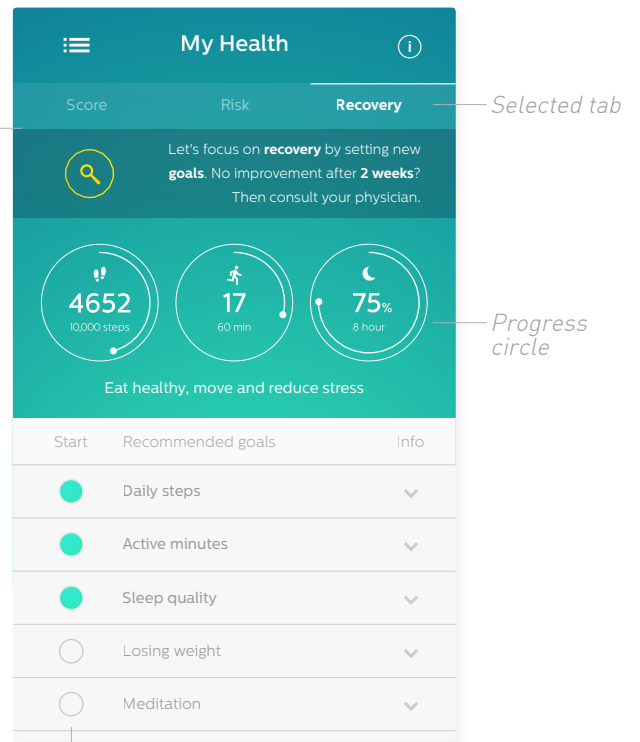 My Health
i
Score Risk Recovery
Selected tab
Let's focus on recovery by setting new
goals. No improvement after 2 weeks?
Then consult your physician.
4652 17 75%
10,000 steps 60 min 8 hour
Progress
circle
Eat healthy, move and reduce stress
Start Recommended goals Info
Daily steps
Active minutes
Sleep quality
Losing weight
Meditation